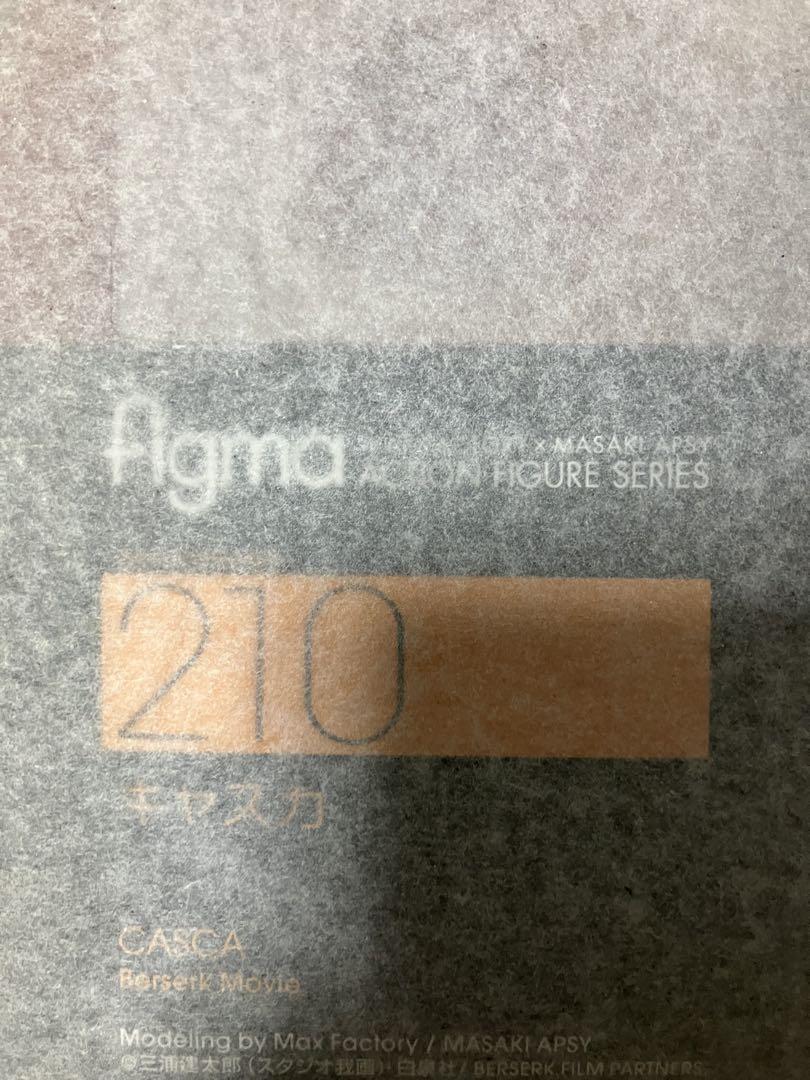 figma
× MASAKI APSY
ACTION FIGURE SERIES
210
キャスカ
CASCA
Berserk Movie
Modeling by Max Factory / MASAKI APSY
©三浦建太郎（スタジオ我画）・白泉社 / BERSERK FILM PARTNERS.